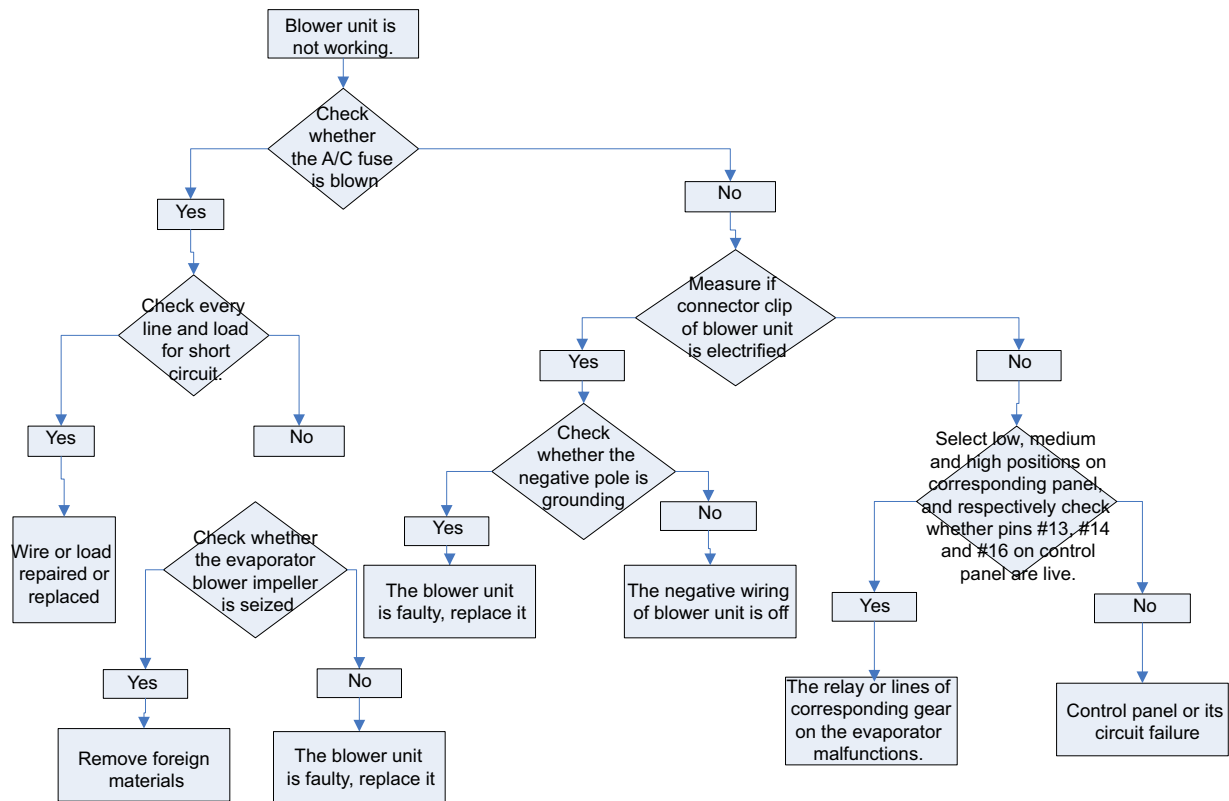 Blower unit is
not working.
Check
whether
the A/C fuse
is blown
Yes
No
Check every
line and load
for short
circuit.
Measure if
connector clip
of blower unit
is electrified
Yes
No
Yes
No
Check
whether the
negative pole is
grounding
Select low, medium
and high positions on
corresponding panel,
and respectively check
whether pins #13, #14
and #16 on control
panel are live.
Wire or load
repaired or
replaced
Check whether
the evaporator
blower impeller
is seized
Yes
No
The blower unit
is faulty, replace it
The negative wiring
of blower unit is off
Yes
No
Yes
No
Remove foreign
materials
The blower unit
is faulty, replace it
The relay or lines of
corresponding gear
on the evaporator
malfunctions.
Control panel or its
circuit failure